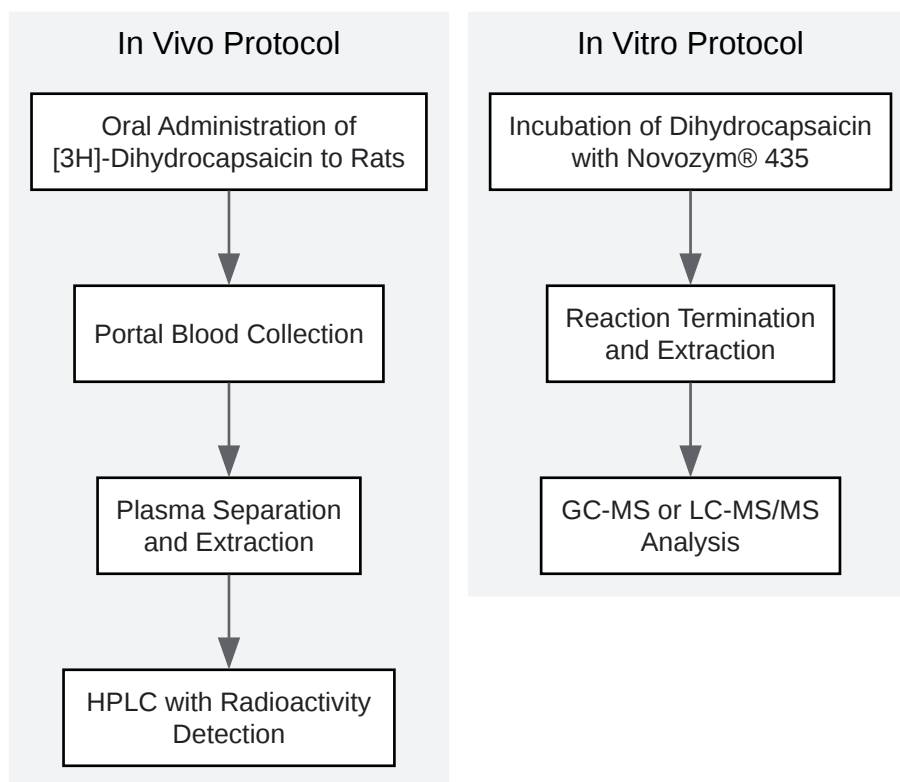 In Vivo Protocol
Oral Administration of
[3H]-Dihydrocapsaicin to Rats
Portal Blood Collection
Plasma Separation
and Extraction
HPLC with Radioactivity
Detection
In Vitro Protocol
Incubation of Dihydrocapsaicin
with Novozym® 435
Reaction Termination
and Extraction
GC-MS or LC-MS/MS
Analysis